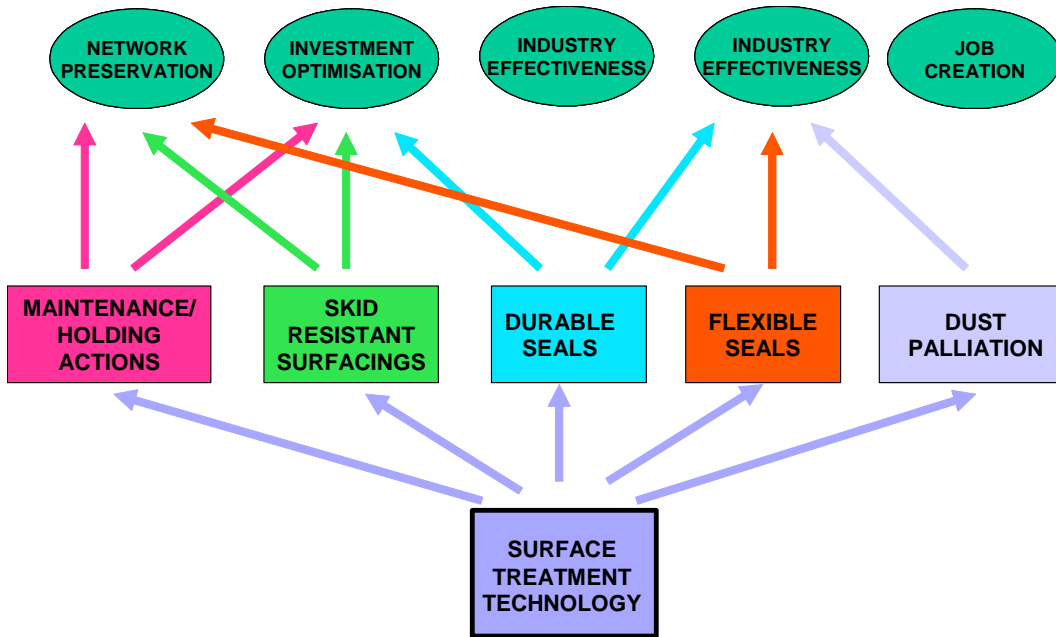 NETWORK
PRESERVATION
INVESTMENT
OPTIMISATION
INDUSTRY
EFFECTIVENESS
INDUSTRY
EFFECTIVENESS
JOB
CREATION
MAINTENANCE/
HOLDING
ACTIONS
SKID
RESISTANT
SURFACINGS
DURABLE
SEALS
FLEXIBLE
SEALS
DUST
PALLIATION
SURFACE
TREATMENT
TECHNOLOGY